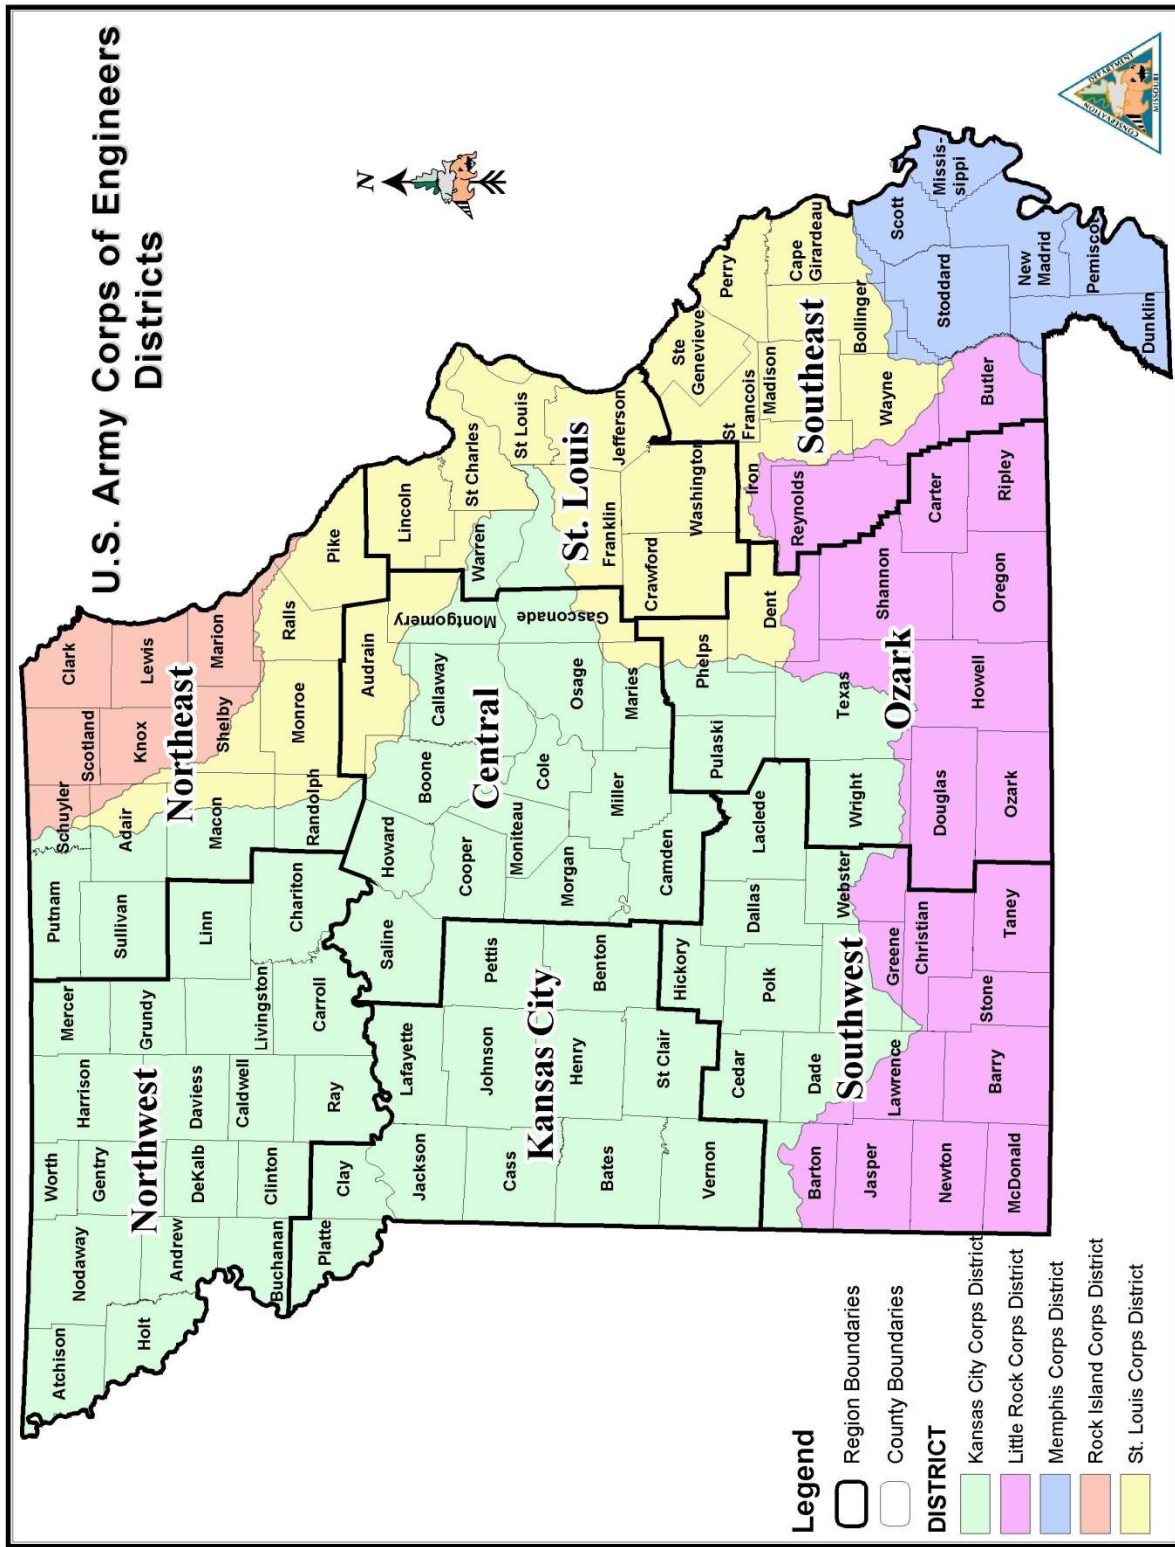 U.S. Army Corps of Engineers
Districts
N
Atchison
Nodaway
Worth
Harrison
Mercer
Putnam
Schuyler
Scotland
Clark
Holt
Gentry
Andrew
DeKalb
Daviess
Grundy
Sullivan
Adair
Knox
Lewis
Northwest
Northeast
Buchanan
Clinton
Caldwell
Livingston
Linn
Macon
Shelby
Marion
Platte
Clay
Ray
Carroll
Chariton
Randolph
Monroe
Ralls
Pike
Jackson
Lafayette
Saline
Howard
Boone
Audrain
Callaway
Montgomery
Lincoln
Warren
St Charles
St Louis
Cass
Johnson
Pettis
Cooper
Moniteau
Cole
Osage
Gasconade
Franklin
Jefferson
Kansas City
Central
St. Louis
Bates
Henry
Benton
Morgan
Miller
Maries
Crawford
Washington
Vernon
St Clair
Hickory
Camden
Pulaski
Phelps
Dent
Iron
St
Francois
Ste
Genevieve
Perry
Madison
Cape
Girardeau
Cedar
Polk
Dallas
Laclede
Texas
Reynolds
Southeast
Bollinger
Barton
Dade
Southwest
Webster
Wright
Ozark
Shannon
Wayne
Scott
Jasper
Lawrence
Greene
Christian
Douglas
Howell
Carter
Butler
Stoddard
Missis-
sippi
Newton
McDonald
Barry
Stone
Taney
Ozark
Oregon
Ripley
New
Madrid
Pemiscot
Dunklin
Legend
Region Boundaries
County Boundaries
DISTRICT
Kansas City Corps District
Little Rock Corps District
Memphis Corps District
Rock Island Corps District
St. Louis Corps District
CONSERVATION
DEPARTMENT
MISSOURI